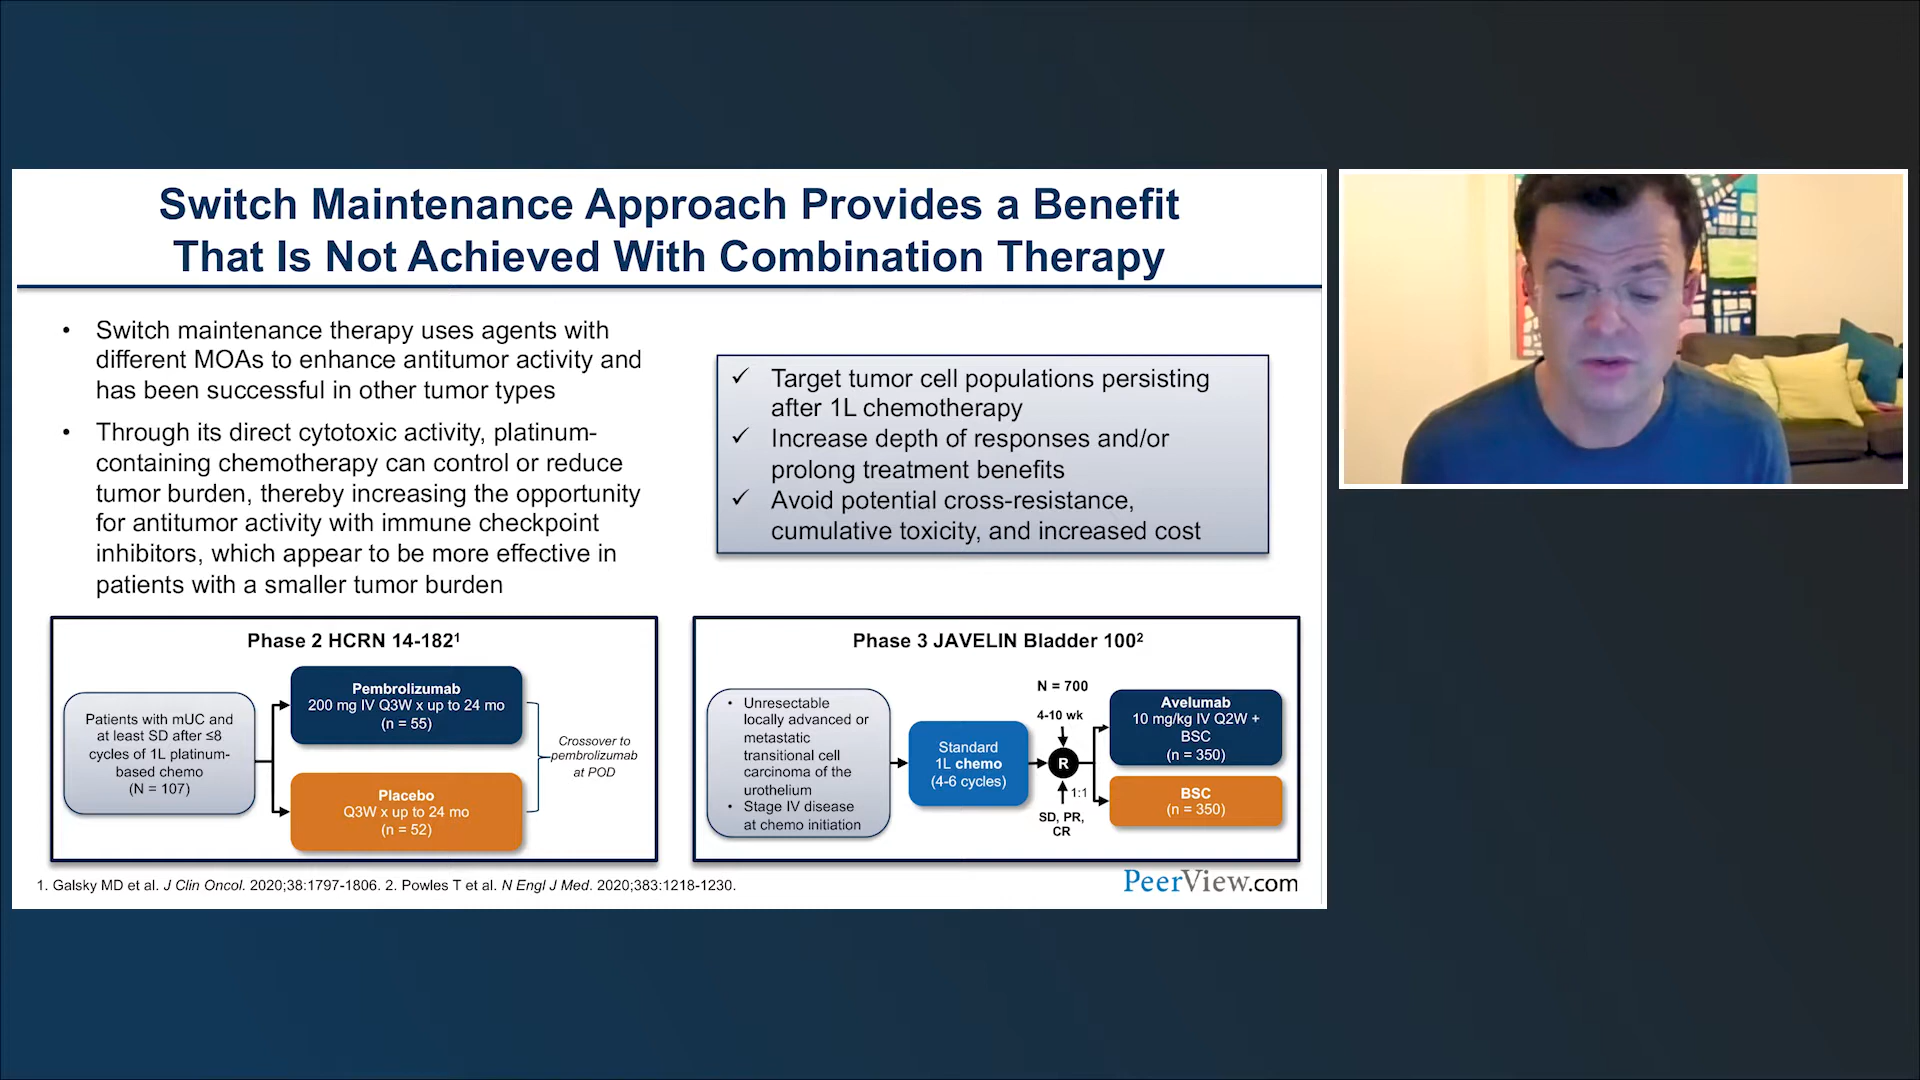 Switch Maintenance Approach Provides a Benefit
That Is Not Achieved With Combination Therapy
• Switch maintenance therapy uses agents with
different MOAs to enhance antitumor activity and
has been successful in other tumor types
• Through its direct cytotoxic activity, platinum-
containing chemotherapy can control or reduce
tumor burden, thereby increasing the opportunity
for antitumor activity with immune checkpoint
inhibitors, which appear to be more effective in
patients with a smaller tumor burden
✓ Target tumor cell populations persisting
after 1L chemotherapy
✓ Increase depth of responses and/or
prolong treatment benefits
✓ Avoid potential cross-resistance,
cumulative toxicity, and increased cost
Phase 2 HCRN 14-182¹
Patients with mUC and
at least SD after ≤8
cycles of 1L platinum-
based chemo
(N = 107)
Pembrolizumab
200 mg IV Q3W x up to 24 mo
(n = 55)
Placebo
Q3W x up to 24 mo
(n = 52)
Crossover to
pembrolizumab
at POD
Phase 3 JAVELIN Bladder 100²
• Unresectable
locally advanced or
metastatic
transitional cell
carcinoma of the
urothelium
• Stage IV disease
at chemo initiation
Standard
1L chemo
(4-6 cycles)
N = 700
4-10 wk
R
1:1
SD, PR,
CR
Avelumab
10 mg/kg IV Q2W +
BSC
(n = 350)
BSC
(n = 350)
1. Galsky MD et al. J Clin Oncol. 2020;38:1797-1806. 2. Powles T et al. N Engl J Med. 2020;383:1218-1230.
PeerView.com